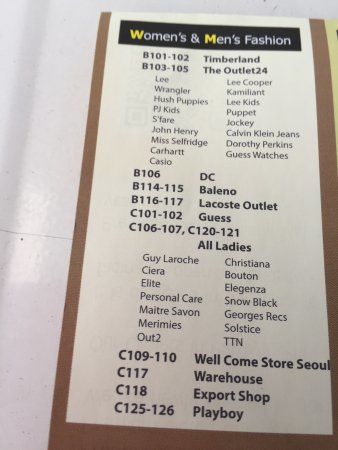 Women's & Men's Fashion
B101-102 Timberland
B103-105 The Outlet24
Lee
Wrangler
Hush Puppies
PJ Kids
S'fare
John Henry
Miss Selfridge
Carhartt
Casio
Lee Cooper
Kamiliant
Lee Kids
Puppet
Jockey
Calvin Klein Jeans
Dorothy Perkins
Guess Watches
B106 DC
B114-115 Baleno
B116-117 Lacoste Outlet
C101-102 Guess
C106-107, C120-121
All Ladies
Guy Laroche
Ciera
Elite
Personal Care
Maitre Savon
Merimies
Out2
Christiana
Bouton
Elegenza
Snow Black
Georges Recs
Solstice
TTN
C109-110 Well Come Store Seoul
C117 Warehouse
C118 Export Shop
C125-126 Playboy